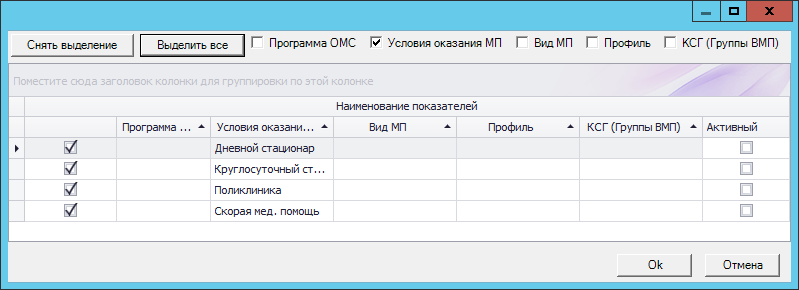 Снять выделение Выделить все Программа ОМС Условия оказания МП Вид МП Профиль КСГ (Группы ВМП)
Поместите сюда заголовок колонки для группировки по этой колонке
Наименование показателей
Программа ... Условия оказани... Вид МП Профиль КСГ (Группы ВМП) Активный
Дневной стационар
Круглосуточный ст...
Поликлиника
Скорая мед. помощь
Ok Отмена